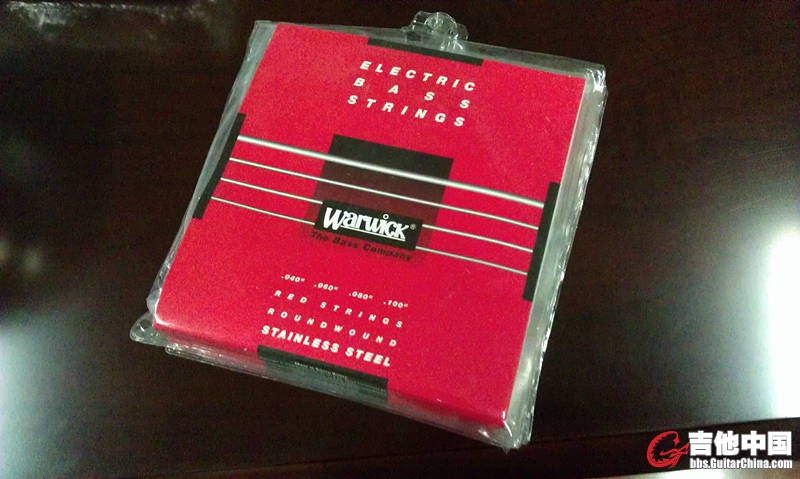 ELECTRIC
BASS
STRINGS
Warwick®
The Bass Company
.040" .060" .080" .100"
RED STRINGS
ROUNDWOUND
STAINLESS STEEL
吉他中国
bbs.GuitarChina.com